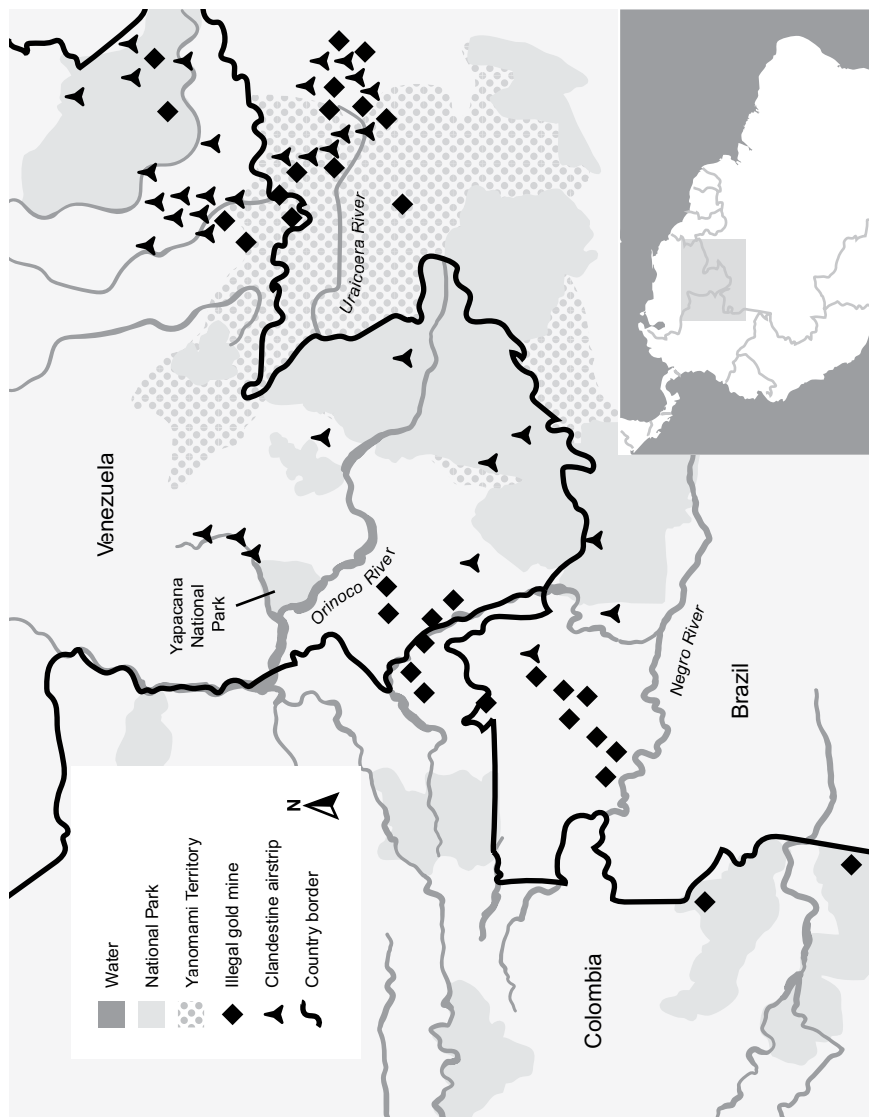 Water
National Park
Yanomami Territory
Illegal gold mine
Clandestine airstrip
Country border
N
Venezuela
Yapacana
National
Park
Orinoco River
Uraicoera River
Negro River
Brazil
Colombia